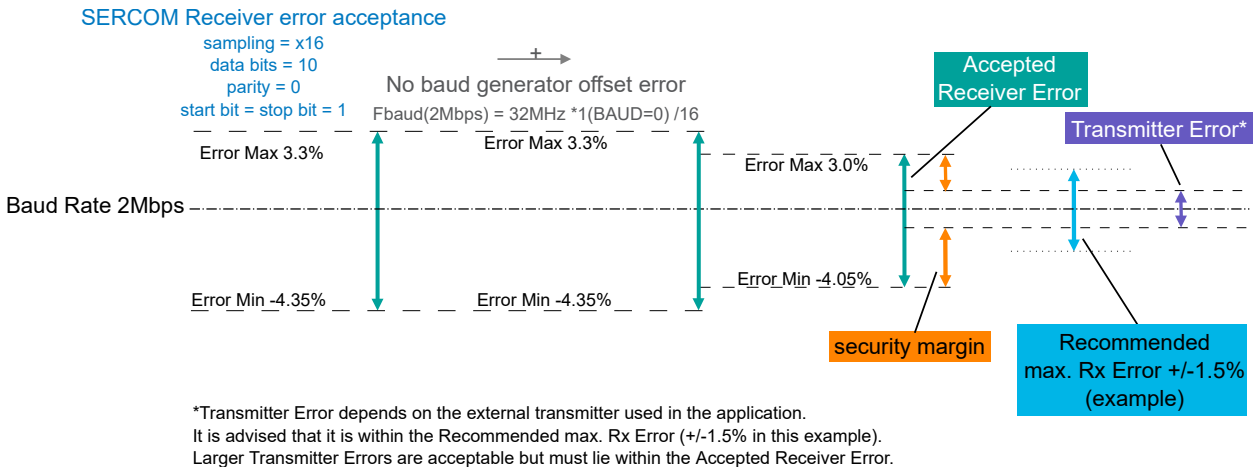 SERCOM Receiver error acceptance
sampling = x16
data bits = 10
parity = 0
start bit = stop bit = 1
+
No baud generator offset error
Fbaud(2Mbps) = 32MHz *1(BAUD=0) /16
Accepted
Receiver Error
Transmitter Error*
Error Max 3.3%
Error Max 3.3%
Error Max 3.0%
Baud Rate 2Mbps
Error Min -4.35%
Error Min -4.35%
Error Min -4.05%
security margin
Recommended
max. Rx Error +/-1.5%
(example)
*Transmitter Error depends on the external transmitter used in the application.
It is advised that it is within the Recommended max. Rx Error (+/-1.5% in this example).
Larger Transmitter Errors are acceptable but must lie within the Accepted Receiver Error.